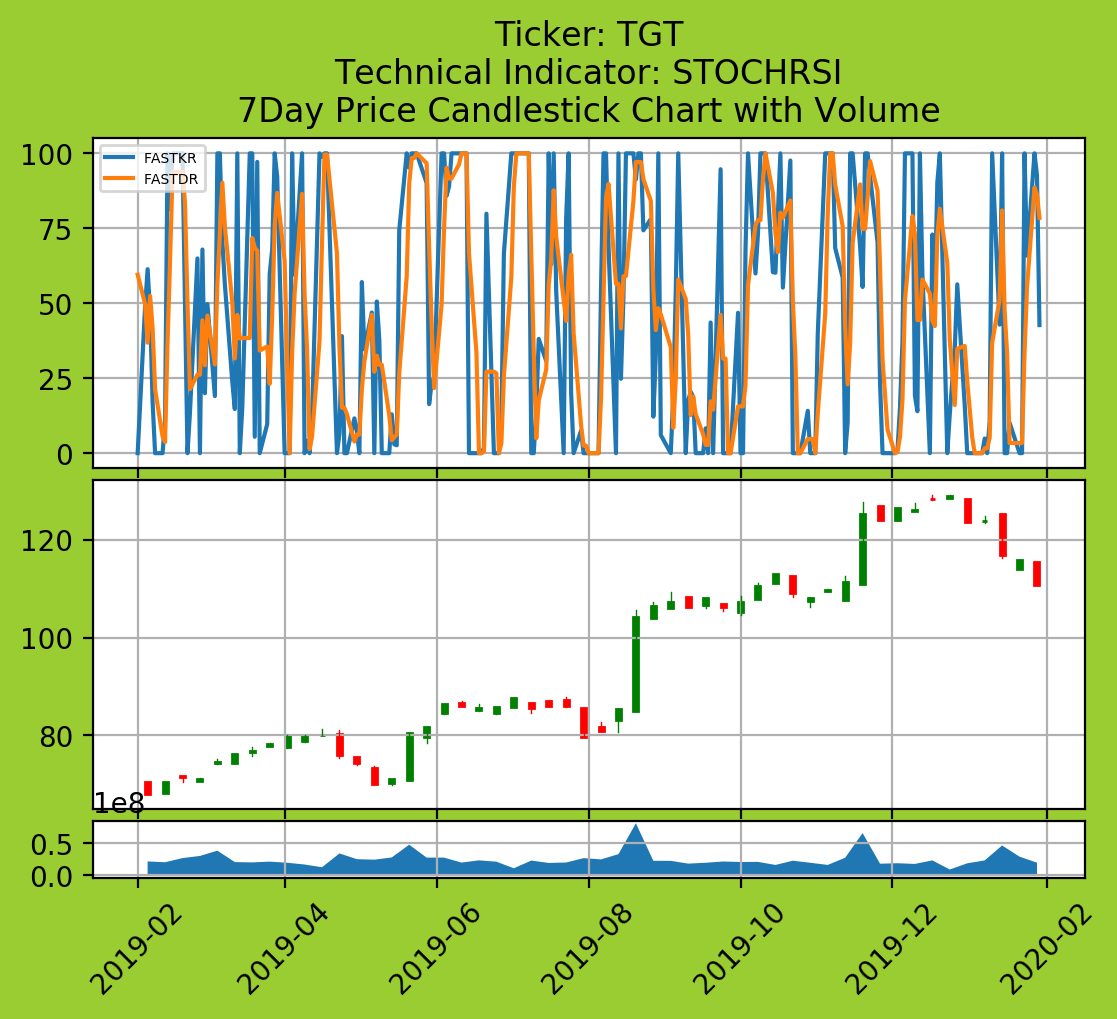 Ticker: TGT
Technical Indicator: STOCHRSI
7Day Price Candlestick Chart with Volume
100
75
50
25
0
FASTKR
FASTDR
120
100
80
1e8
0.5
0.0
2019-02
2019-04
2019-06
2019-08
2019-10
2019-12
2020-02